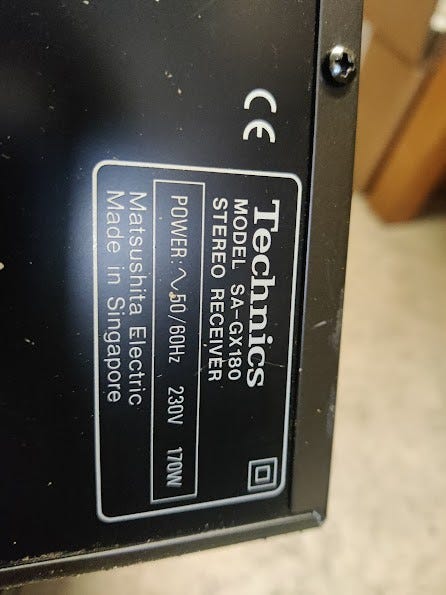 CE
Technics
MODEL SA-GX180
STEREO RECEIVER
POWER:∿50/60Hz 230V 170W
Matsushita Electric
Made in Singapore